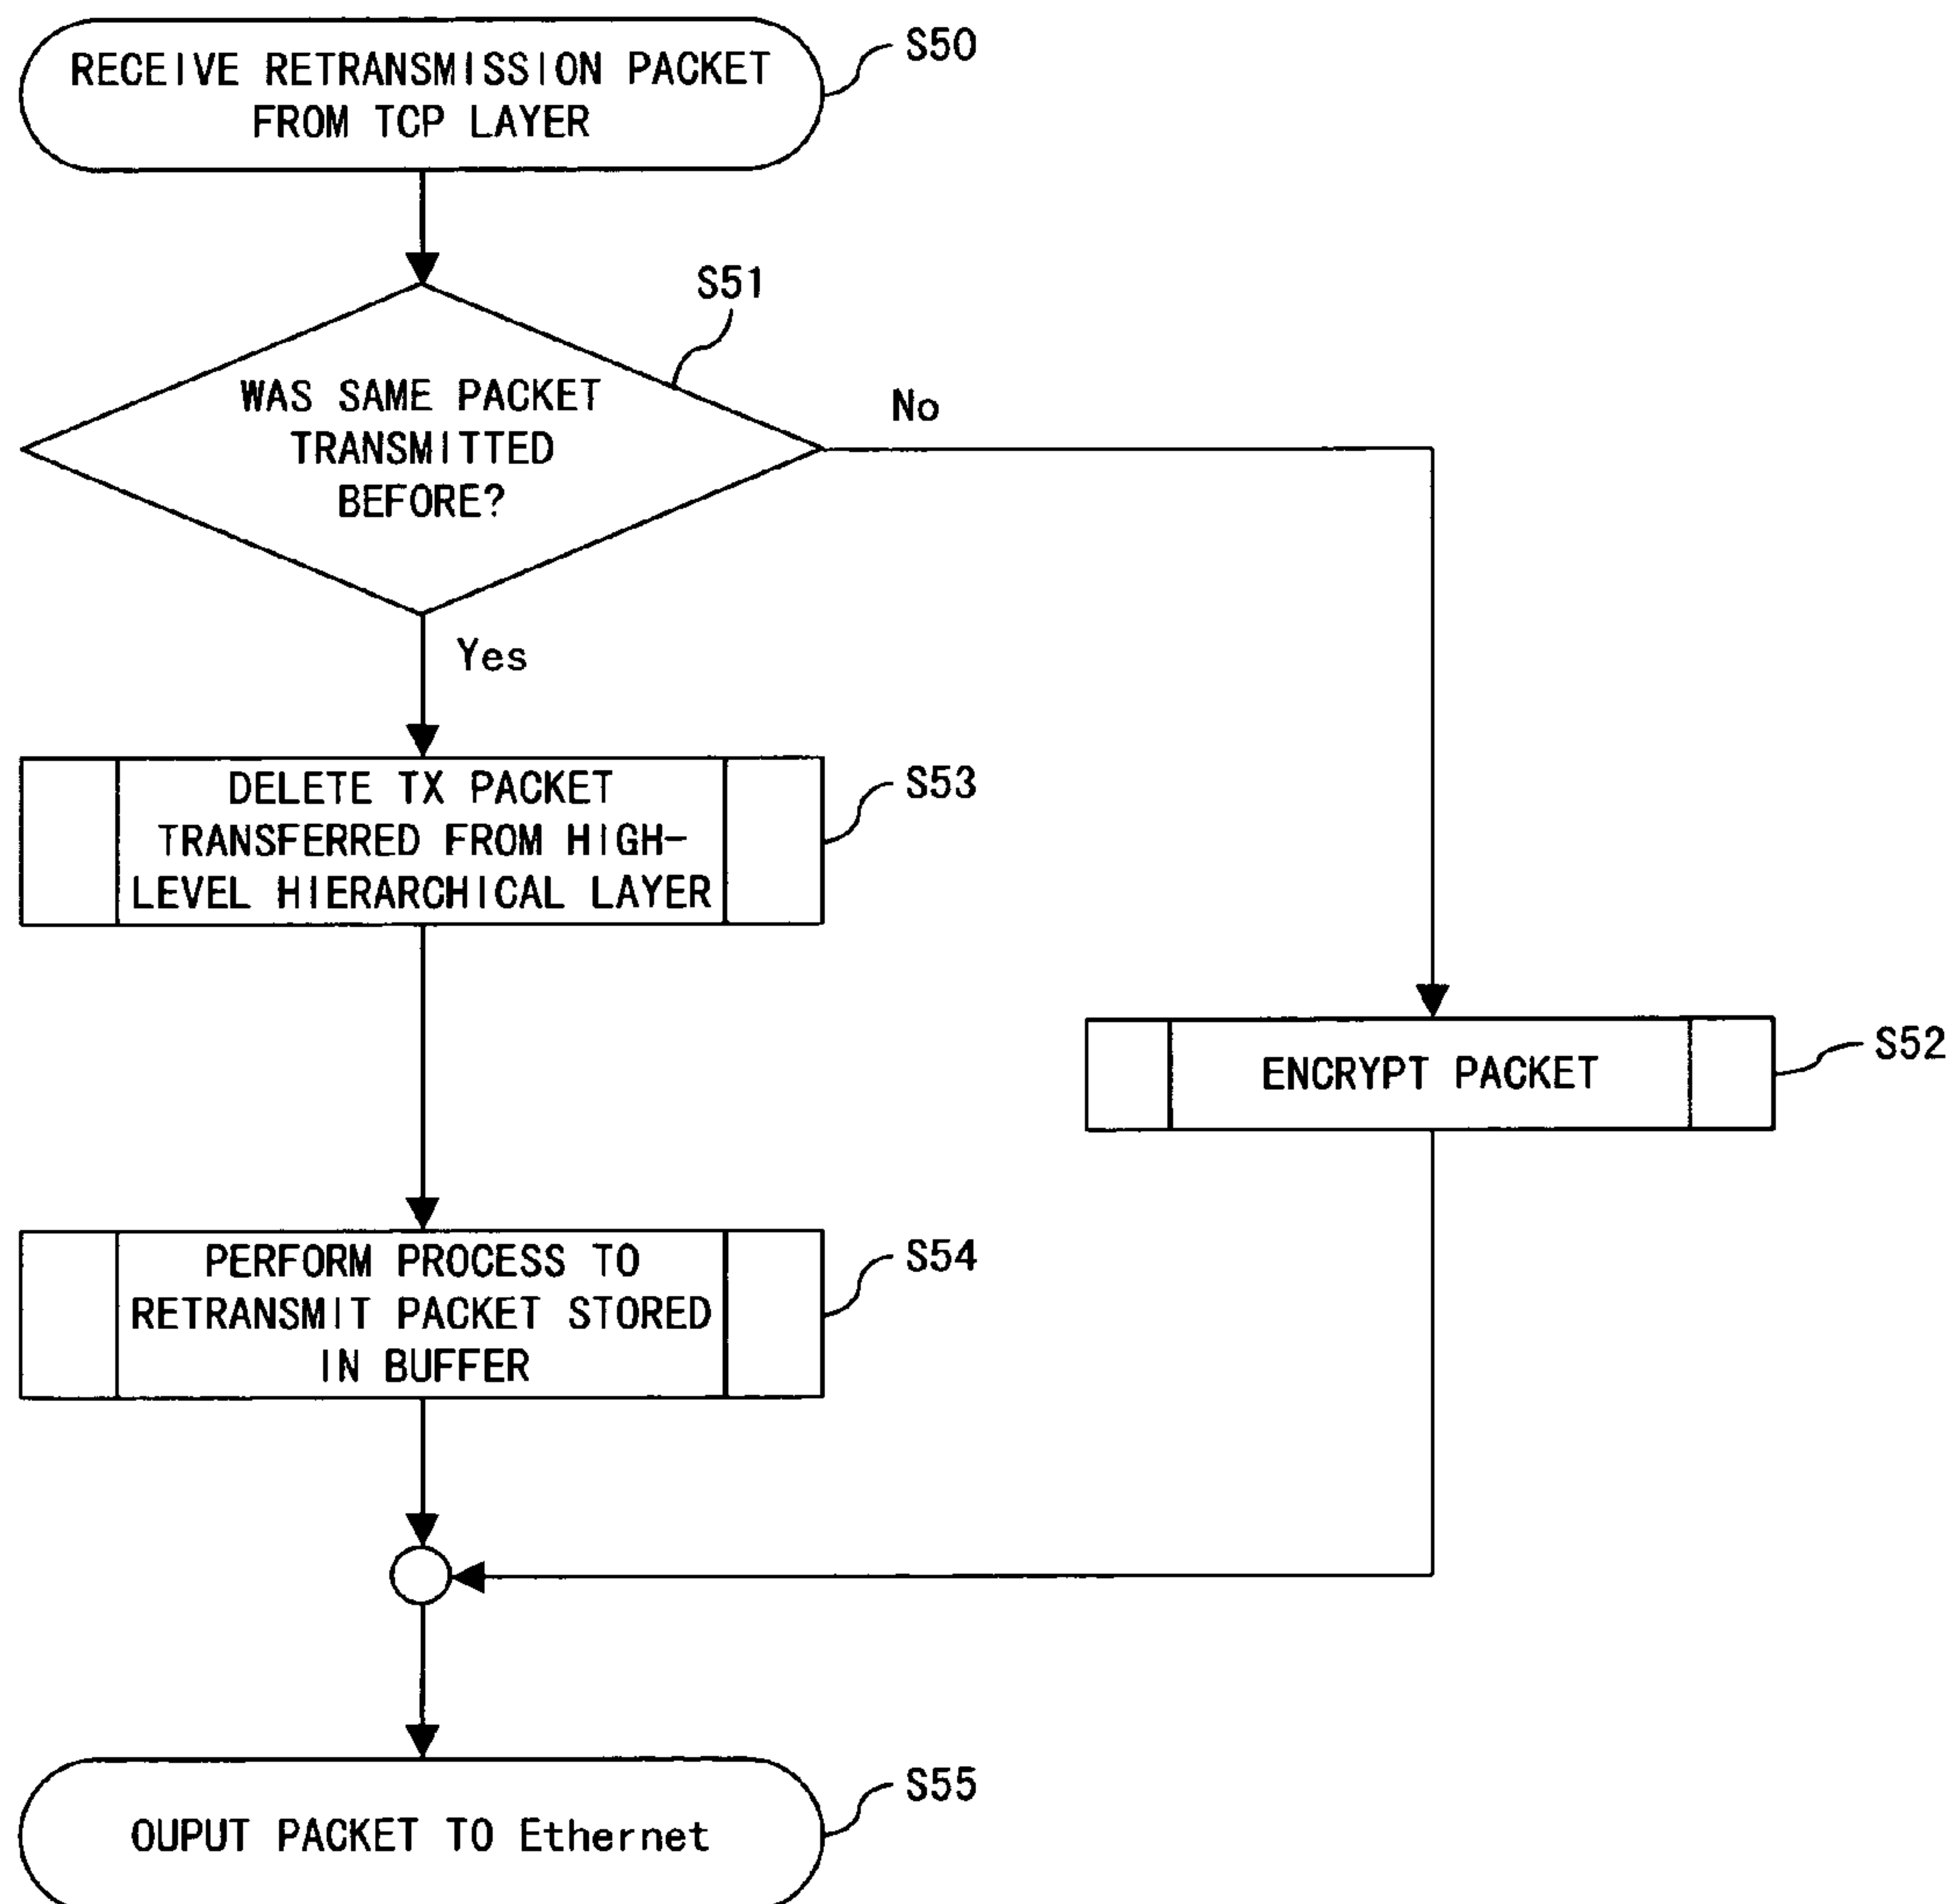 RECEIVE RETRANSMISSION PACKET
FROM TCP LAYER
S50
S51
WAS SAME PACKET
TRANSMITTED
BEFORE?
No
Yes
DELETE TX PACKET
TRANSFERRED FROM HIGH-
LEVEL HIERARCHICAL LAYER
S53
ENCRYPT PACKET
S52
PERFORM PROCESS TO
RETRANSMIT PACKET STORED
IN BUFFER
S54
OUPUT PACKET TO Ethernet
S55